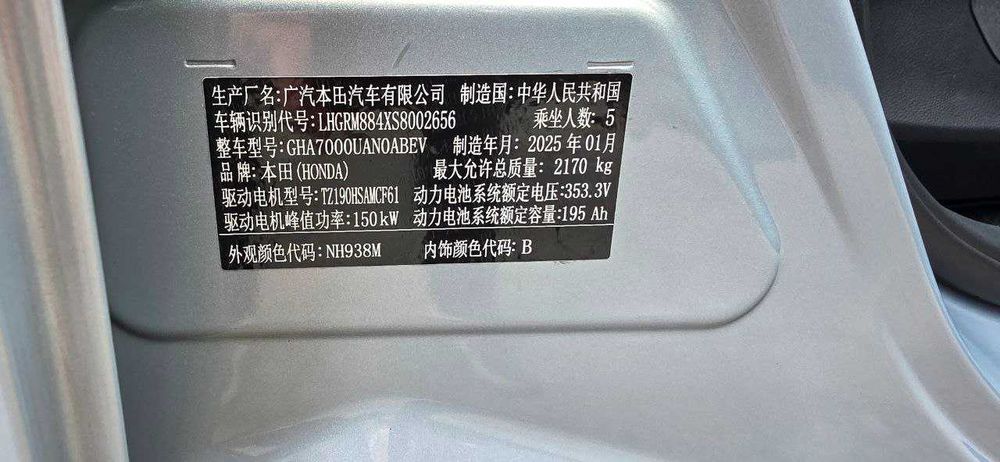 生产厂名:广汽本田汽车有限公司 制造国:中华人民共和国
车辆识别代号:LHGRM884XS8002656 乘坐人数:5
整车型号:GHA7000UAN0ABEV 制造年月:2025年01月
品牌:本田(HONDA) 最大允许总质量:2170 kg
驱动电机型号:TZ190HSAMCF61 动力电池系统额定电压:353.3V
驱动电机峰值功率:150kW 动力电池系统额定容量:195 Ah
外观颜色代码:NH938M 内饰颜色代码:B